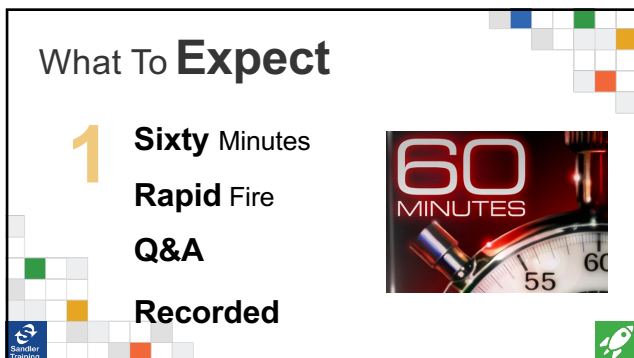 What To Expect
1
Sixty Minutes
Rapid Fire
Q&A
Recorded
60
MINUTES
55
60
Sandler
Training